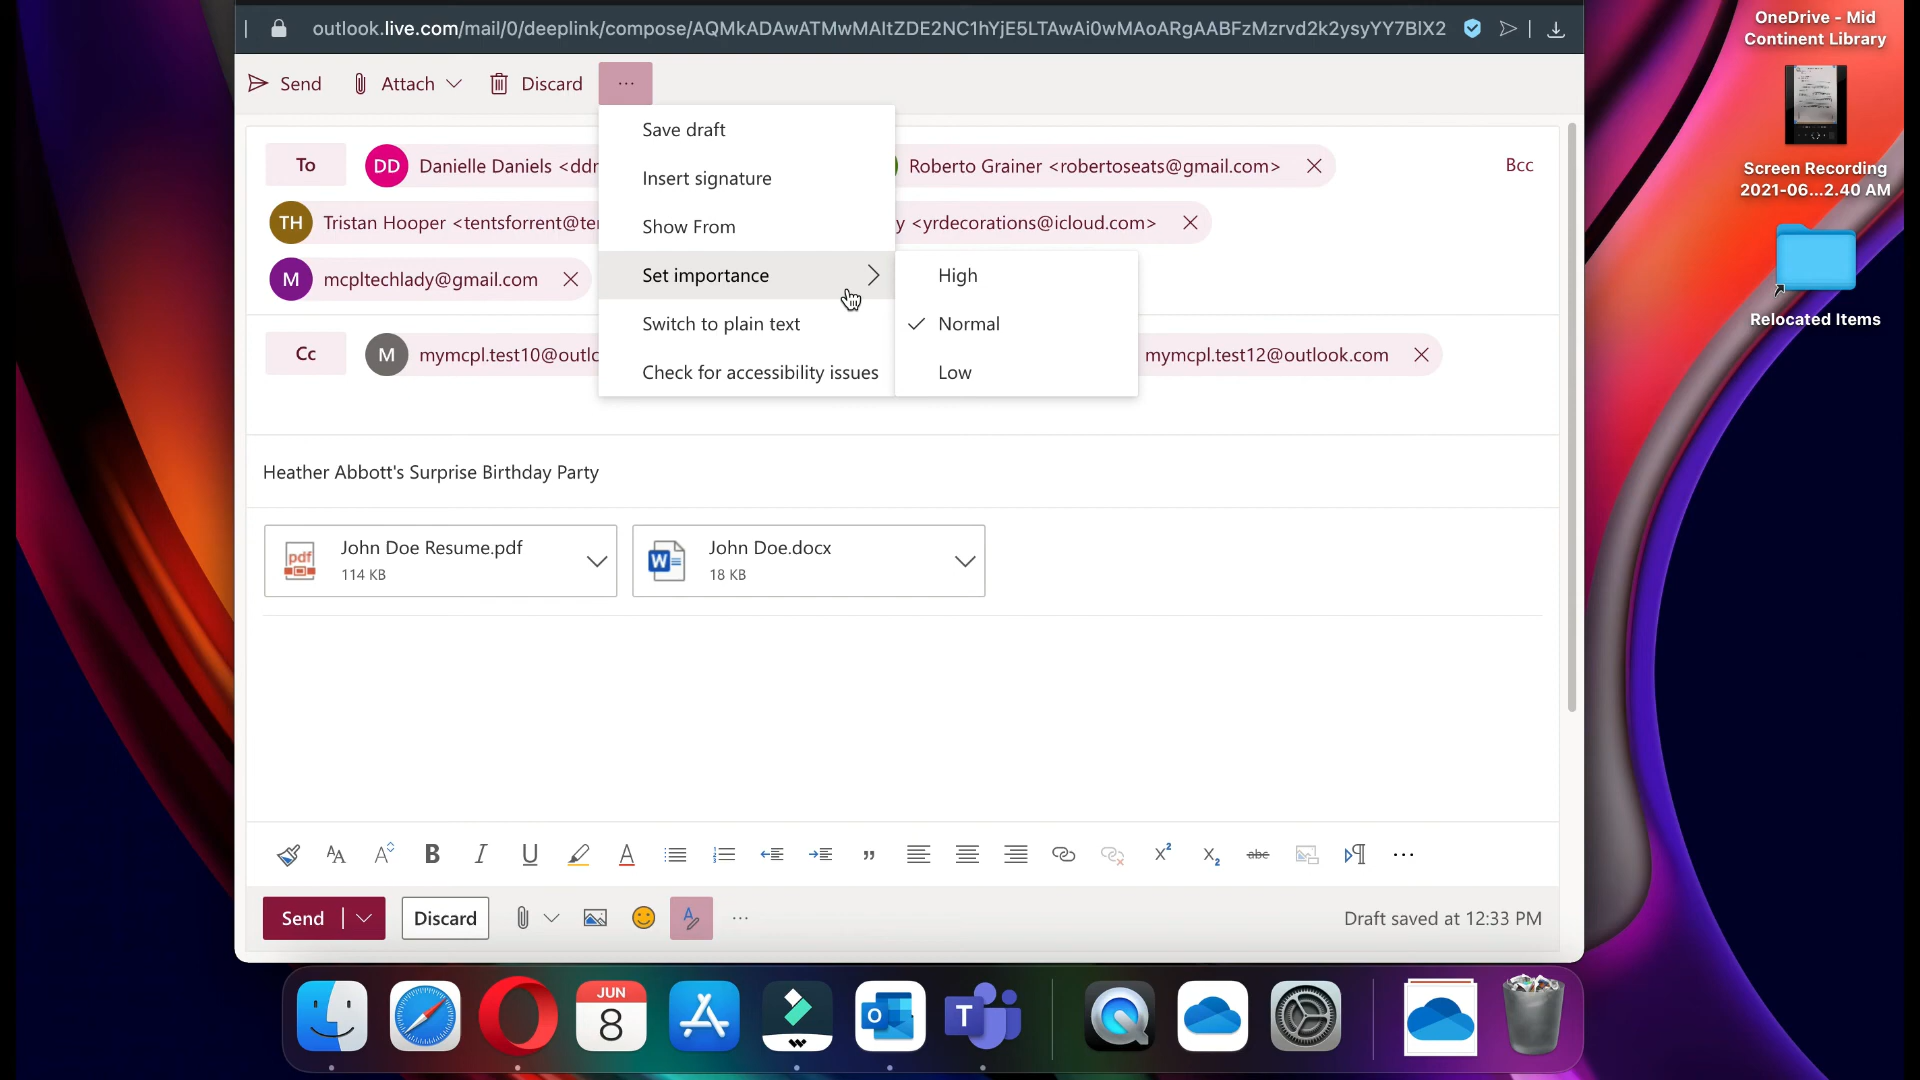 outlook.live.com/mail/0/deeplink/compose/AQMkADAwATMwMAItZDE2NC1hYjE5LTAwAi0wMAoARgAABFzMzrvd2k2ysyYY7BIX2
Send Attach Discard ...
Save draft
Insert signature
Show From
Set importance
Switch to plain text
Check for accessibility issues
High
Normal
Low
To DD Danielle Daniels <ddr Roberto Grainer <robertoseats@gmail.com> Bcc
TH Tristan Hooper <tentsforrent@te y <yrdecorations@icloud.com>
M mcpltechlady@gmail.com
Cc M mymcpl.test10@outlo mymcpl.test12@outlook.com
Heather Abbott's Surprise Birthday Party
pdf John Doe Resume.pdf
114 KB
W John Doe.docx
18 KB
Send Discard Draft saved at 12:33 PM
OneDrive - Mid
Continent Library
Screen Recording
2021-06...2.40 AM
Relocated Items
JUN
8